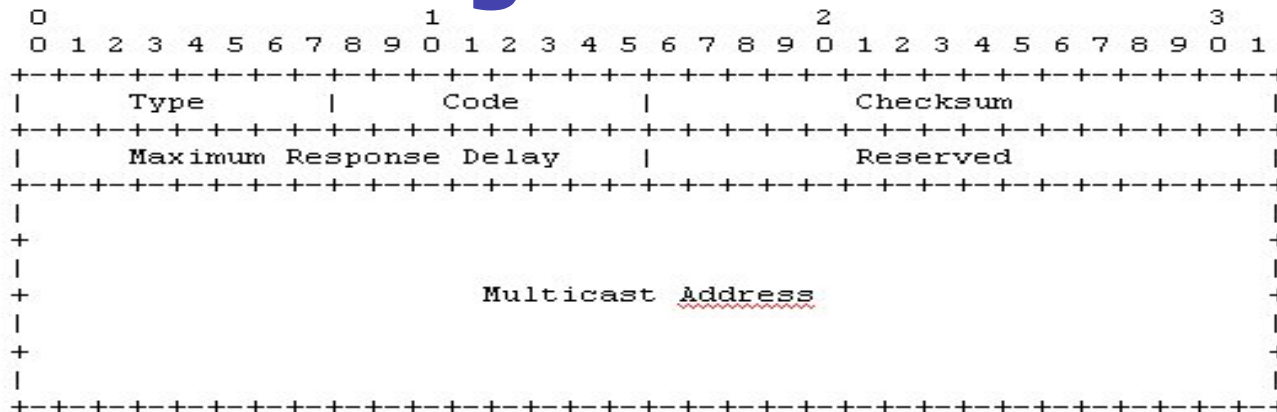 0 1 2 3
0 1 2 3 4 5 6 7 8 9 0 1 2 3 4 5 6 7 8 9 0 1 2 3 4 5 6 7 8 9 0 1
+-+-+-+-+-+-+-+-+-+-+-+-+-+-+-+-+-+-+-+-+-+-+-+-+-+-+-+-+-+-+-+-+
| Type | Code | Checksum |
+-+-+-+-+-+-+-+-+-+-+-+-+-+-+-+-+-+-+-+-+-+-+-+-+-+-+-+-+-+-+-+-+
| Maximum Response Delay | Reserved |
+-+-+-+-+-+-+-+-+-+-+-+-+-+-+-+-+-+-+-+-+-+-+-+-+-+-+-+-+-+-+-+-+
| |
+ +
| |
+ Multicast Address +
| |
+ +
| |
+-+-+-+-+-+-+-+-+-+-+-+-+-+-+-+-+-+-+-+-+-+-+-+-+-+-+-+-+-+-+-+-+